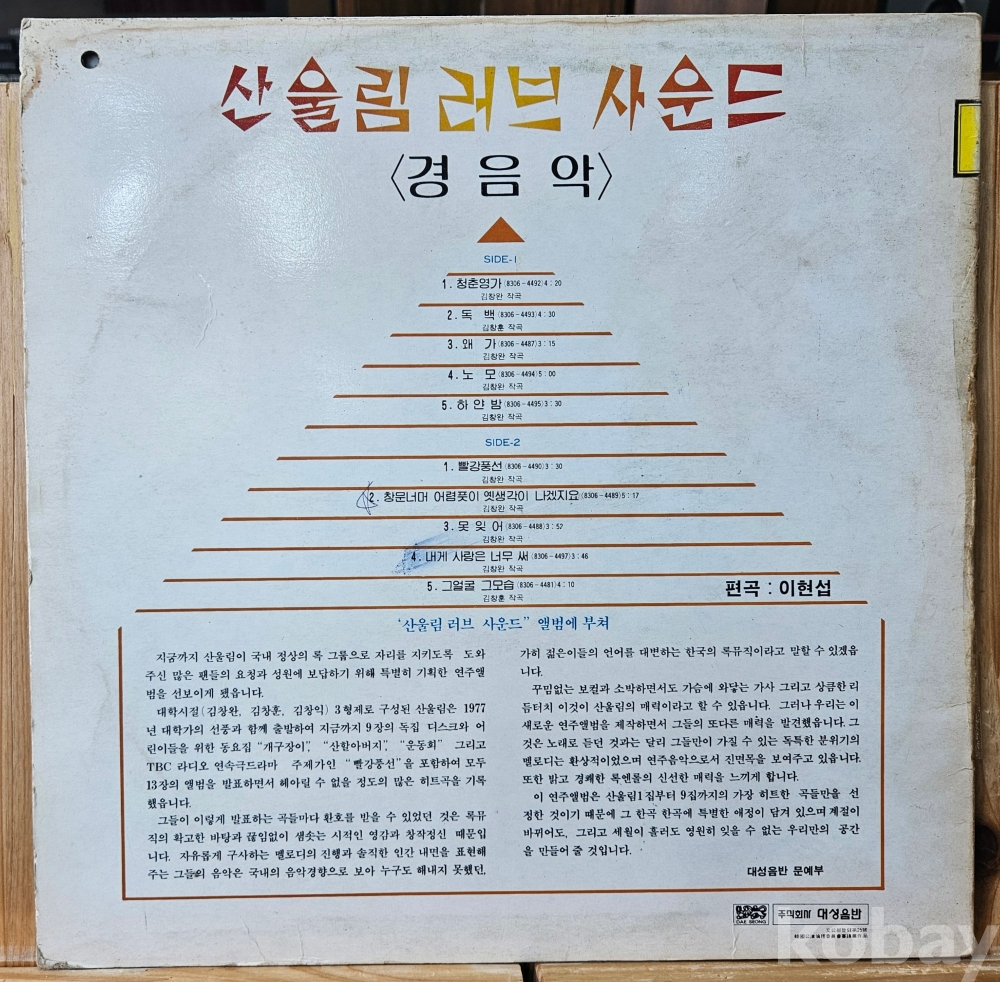 산울림 러브 사운드
〈경음악〉
SIDE-1
1. 청춘영가 (8306-4492) 4:20
김창완 작곡
2. 독 백 (8306-4493) 4:30
김창훈 작곡
3. 왜 가 (8306-4487) 3:15
김창완 작곡
4. 노 모 (8306-4494) 5:00
김창완 작곡
5. 하얀 밤 (8306-4495) 3:30
김창완 작곡
SIDE-2
1. 빨강풍선 (8306-4490) 3:30
김창완 작곡
2. 창문너머 어렴풋이 옛생각이 나겠지요 (8306-4489) 5:17
김창완 작곡
3. 못 잊 어 (8306-4488) 3:52
김창완 작곡
4. 내게 사랑은 너무 써 (8306-4497) 3:46
김창완 작곡
5. 그얼굴 그모습 (8306-4481) 4:10
김창훈 작곡
편곡 : 이현섭
‘산울림 러브 사운드” 앨범에 부쳐
지금까지 산울림이 국내 정상의 록 그룹으로 자리를 지키도록 도와
주신 많은 팬들의 요청과 성원에 보답하기 위해 특별히 기획한 연주앨
범을 선보이게 됐읍니다.
대학시절 (김창완, 김창훈, 김창익) 3형제로 구성된 산울림은 1977
년 대학가의 선풍과 함께 출발하여 지금까지 9장의 독집 디스크와 어
린이들을 위한 동요집 “개구장이”, “산할아버지”, “운동회” 그리고
TBC 라디오 연속극드라마 주제가인 “빨강풍선”을 포함하여 모두
13장의 앨범을 발표하면서 헤아릴 수 없을 정도의 많은 히트곡을 기록
했읍니다.
그들이 이렇게 발표하는 곡들마다 환호를 받을 수 있었던 것은 록뮤
직의 확고한 바탕과 끊임없이 샘솟는 시적인 영감과 창작정신 때문입
니다. 자유롭게 구사하는 멜로디의 진행과 솔직한 인간 내면을 표현해
주는 그들의 음악은 국내의 음악경향으로 보아 누구도 해내지 못했던,
가히 젊은이들의 언어를 대변하는 한국의 록뮤직이라고 말할 수 있겠읍
니다.
꾸밈없는 보컬과 소박하면서도 가슴에 와닿는 가사 그리고 상큼한 리
듬터치 이것이 산울림의 매력이라고 할 수 있읍니다. 그러나 우리는 이
새로운 연주앨범을 제작하면서 그들의 또다른 매력을 발견했읍니다. 그
것은 노래로 듣던 것과는 달리 그들만이 가질 수 있는 독특한 분위기의
멜로디는 환상적이었으며 연주음악으로서 진면목을 보여주고 있읍니다.
또한 밝고 경쾌한 록엔롤의 신선한 매력을 느끼게 합니다.
이 연주앨범은 산울림1집부터 9집까지의 가장 히트한 곡들만을 선
정한 것이기 때문에 그 한곡 한곡에 특별한 애정이 담겨 있으며 계절이
바뀌어도, 그리고 세월이 흘러도 영원히 잊을 수 없는 우리만의 공간
을 만들어 줄 것입니다.
대성음반 문예부
DAE SEONG
주식회사 대성음반
kobay